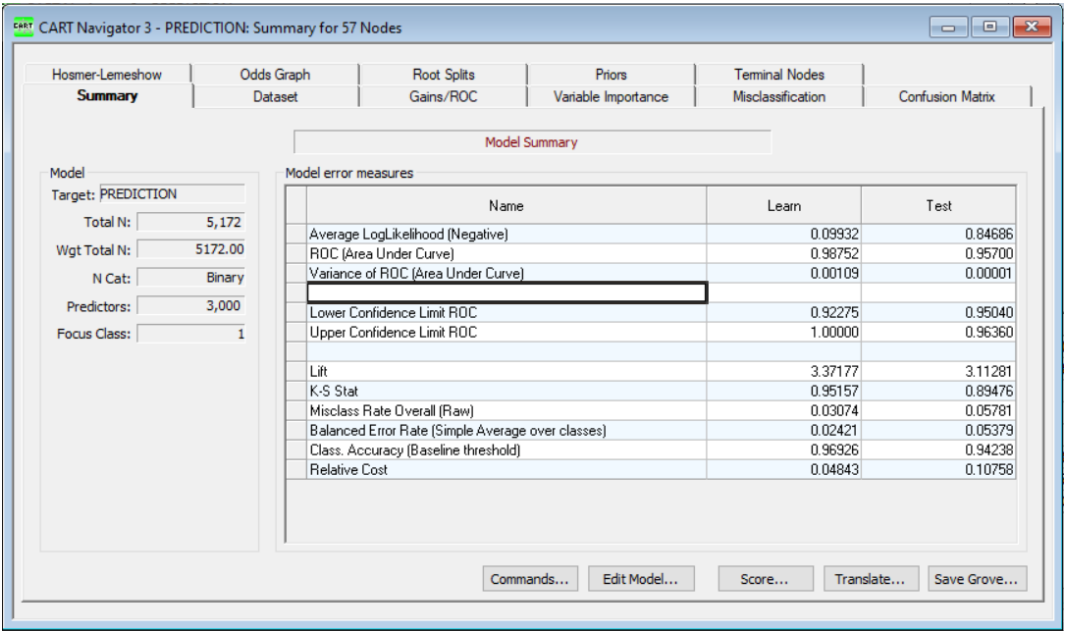 CART CART Navigator 3 - PREDICTION: Summary for 57 Nodes
Hosmer-Lemeshow Odds Graph Root Splits Priors Terminal Nodes
Summary Dataset Gains/ROC Variable Importance Misclassification Confusion Matrix
Model Summary
Model
Target: PREDICTION
Total N: 5,172
Wgt Total N: 5172.00
N Cat: Binary
Predictors: 3,000
Focus Class: 1
Model error measures
Name Learn Test
Average LogLikelihood (Negative) 0.09932 0.84686
ROC (Area Under Curve) 0.98752 0.95700
Variance of ROC (Area Under Curve) 0.00109 0.00001
Lower Confidence Limit ROC 0.92275 0.95040
Upper Confidence Limit ROC 1.00000 0.96360
Lift 3.37177 3.11281
K-S Stat 0.95157 0.89476
Misclass Rate Overall (Raw) 0.03074 0.05781
Balanced Error Rate (Simple Average over classes) 0.02421 0.05379
Class. Accuracy (Baseline threshold) 0.96926 0.94238
Relative Cost 0.04843 0.10758
Commands... Edit Model... Score... Translate... Save Grove...